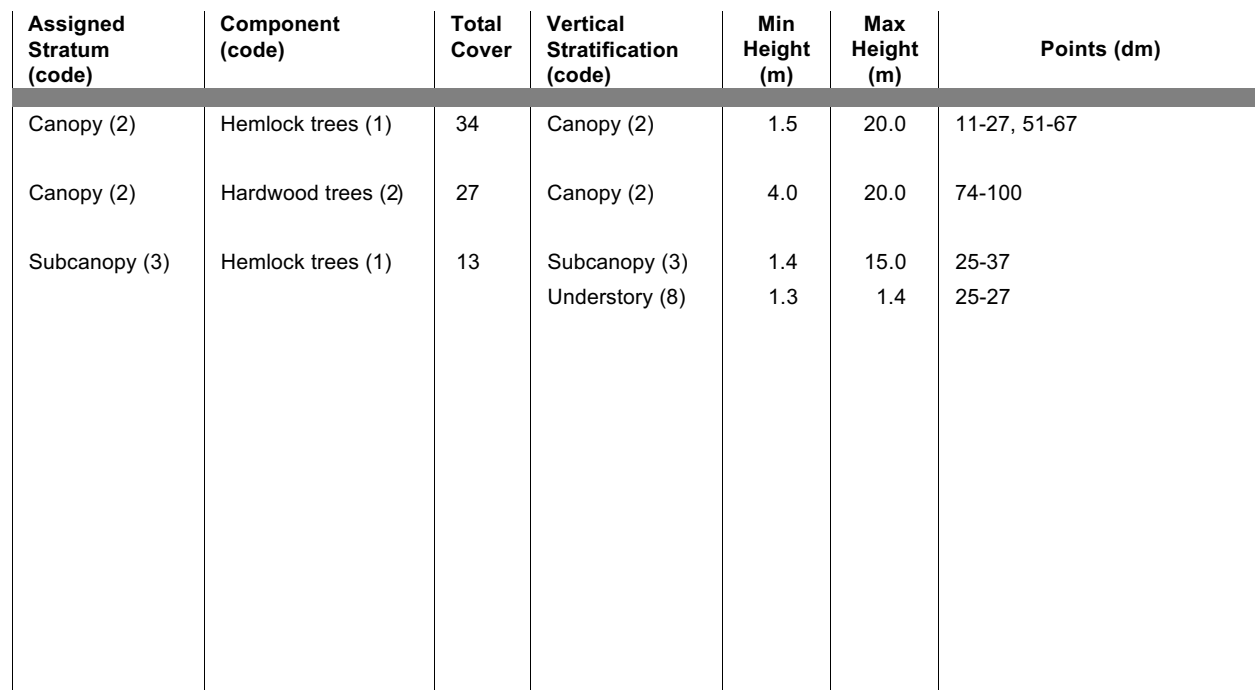 Assigned Stratum (code) Component (code) Total Cover Vertical Stratification (code) Min Height (m) Max Height (m) Points (dm)
Canopy (2) Hemlock trees (1) 34 Canopy (2) 1.5 20.0 11-27, 51-67
Canopy (2) Hardwood trees (2) 27 Canopy (2) 4.0 20.0 74-100
Subcanopy (3) Hemlock trees (1) 13 Subcanopy (3) 1.4 15.0 25-37
Understory (8) 1.3 1.4 25-27